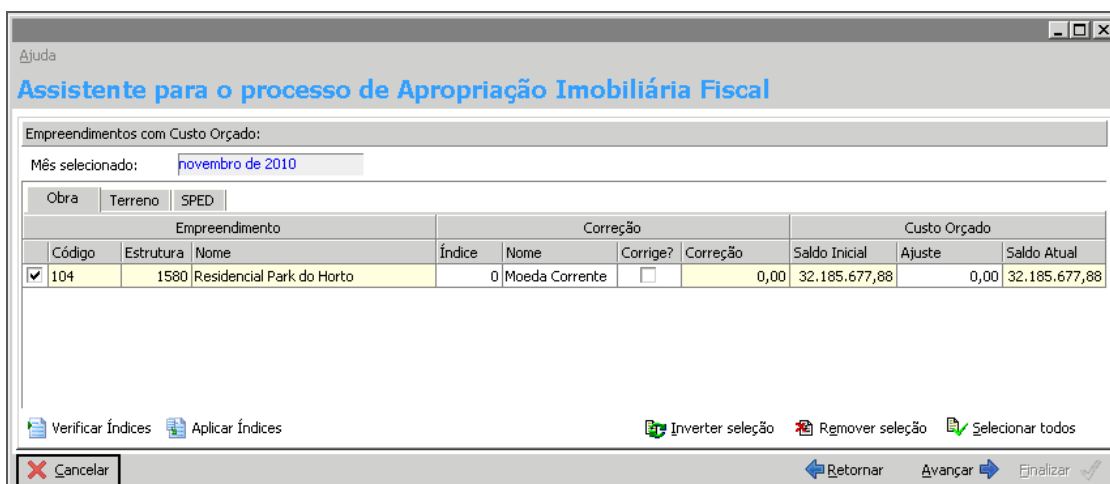 Ajuda
Assistente para o processo de Apropriação Imobiliária Fiscal
Empreendimentos com Custo Orçado:
Mês selecionado: novembro de 2010
Obra Terreno SPED
Empreendimento Correção Custo Orçado
Código Estrutura Nome Índice Nome Corrige? Correção Saldo Inicial Ajuste Saldo Atual
104 1580 Residencial Park do Horto 0 Moeda Corrente 0,00 32.185.677,88 0,00 32.185.677,88
Verificar Índices Aplicar Índices Inverter seleção Remover seleção Selecionar todos
Cancelar Retornar Avançar Finalizar